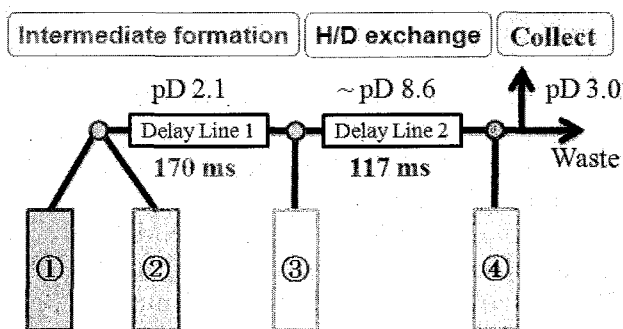 Intermediate formation H/D exchange Collect
pD 2.1 ~ pD 8.6 pD 3.0
Delay Line 1 Delay Line 2
Waste
170 ms 117 ms
① ② ③ ④